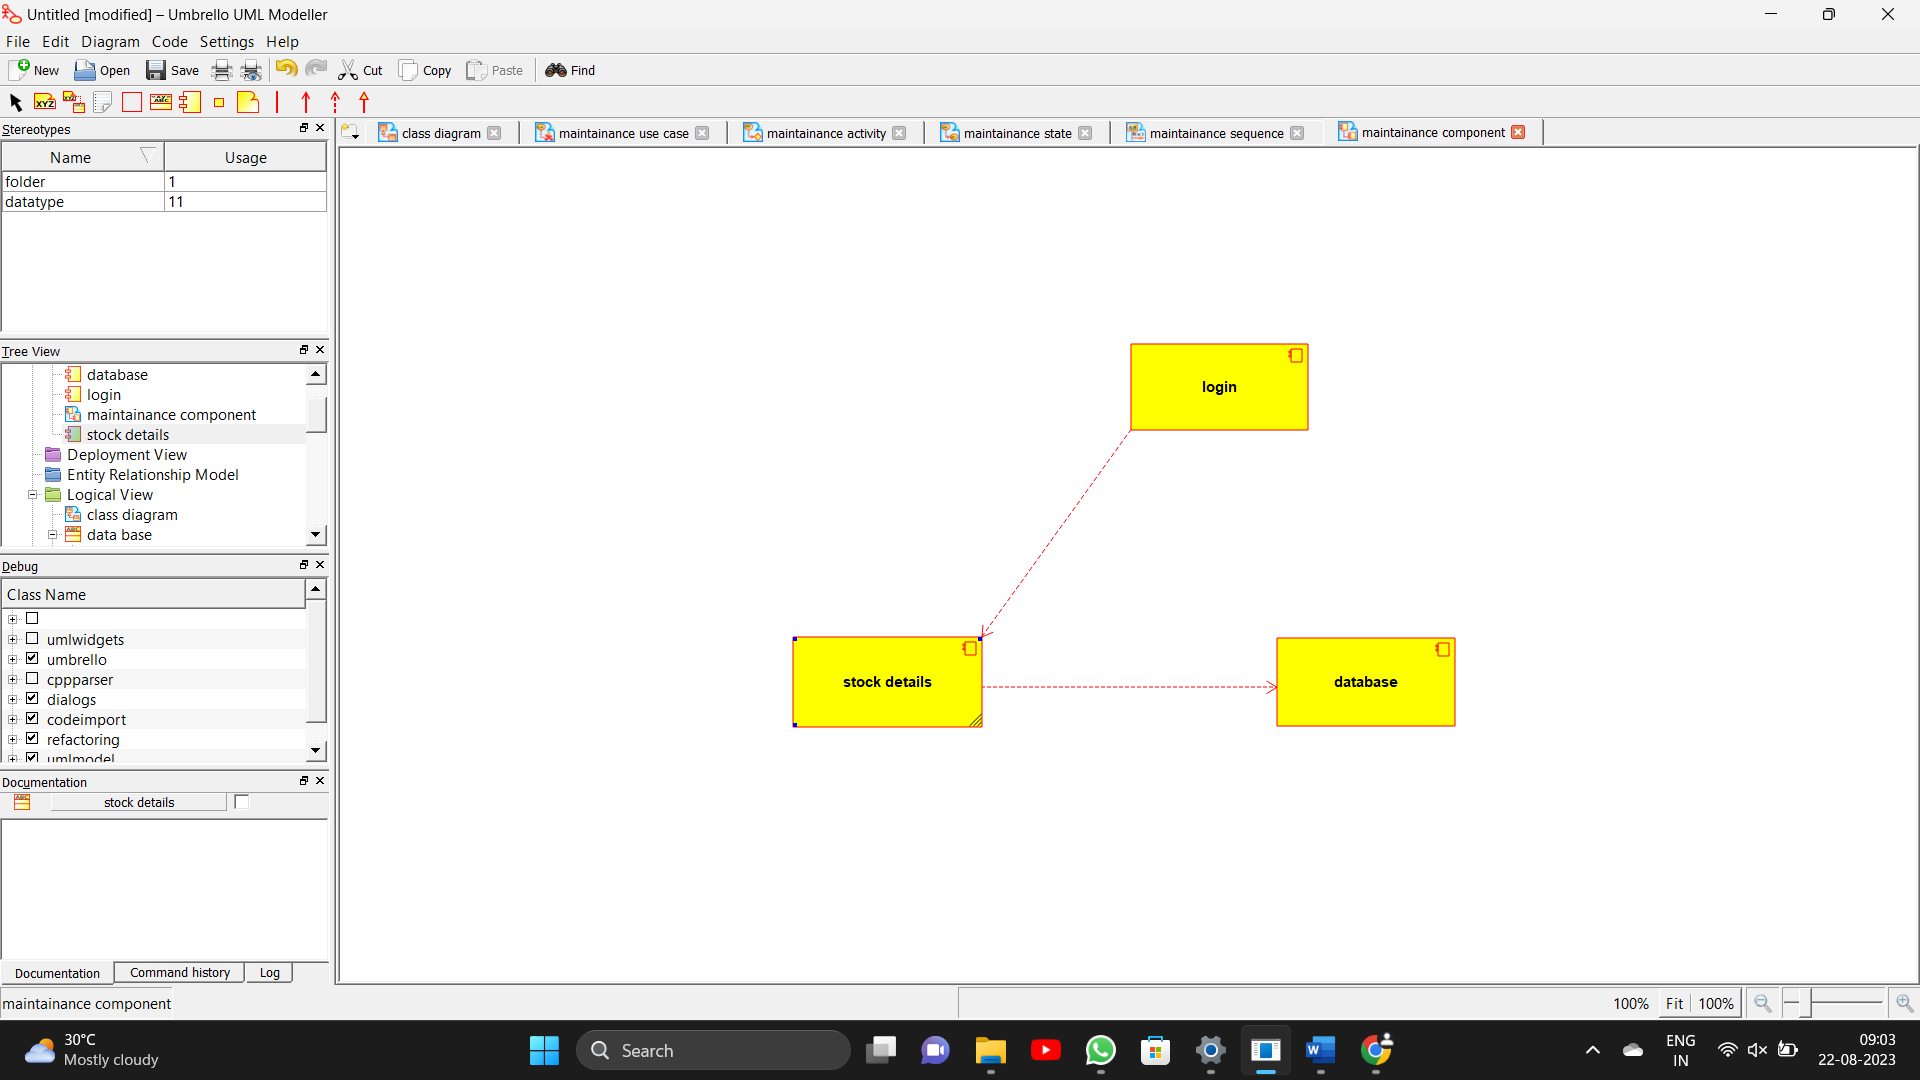 Untitled [modified] – Umbrello UML Modeller
File Edit Diagram Code Settings Help
New Open Save Cut Copy Paste Find
Stereotypes
Name Usage
folder 1
datatype 11
Tree View
database
login
maintainance component
stock details
Deployment View
Entity Relationship Model
Logical View
class diagram
data base
Debug
Class Name
umlwidgets
umbrello
cppparser
dialogs
codeimport
refactoring
umlmodel
Documentation
stock details
Documentation Command history Log
class diagram maintainance use case maintainance activity maintainance state maintainance sequence maintainance component
login
stock details
database
maintainance component
100% Fit 100%
30°C
Mostly cloudy
Search
ENG
IN
09:03
22-08-2023